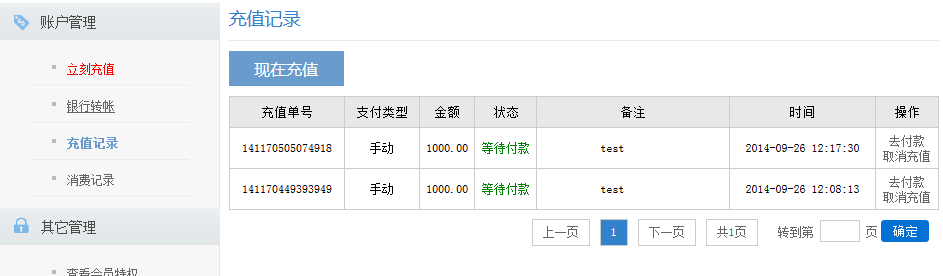 账户管理
立刻充值
银行转帐
充值记录
消费记录
其它管理
查看会员特权
充值记录
现在充值
充值单号 支付类型 金额 状态 备注 时间 操作
141170505074918 手动 1000.00 等待付款 test 2014-09-26 12:17:30 去付款
取消充值
141170449393949 手动 1000.00 等待付款 test 2014-09-26 12:08:13 去付款
取消充值
上一页 1 下一页 共1页 转到第 页 确定